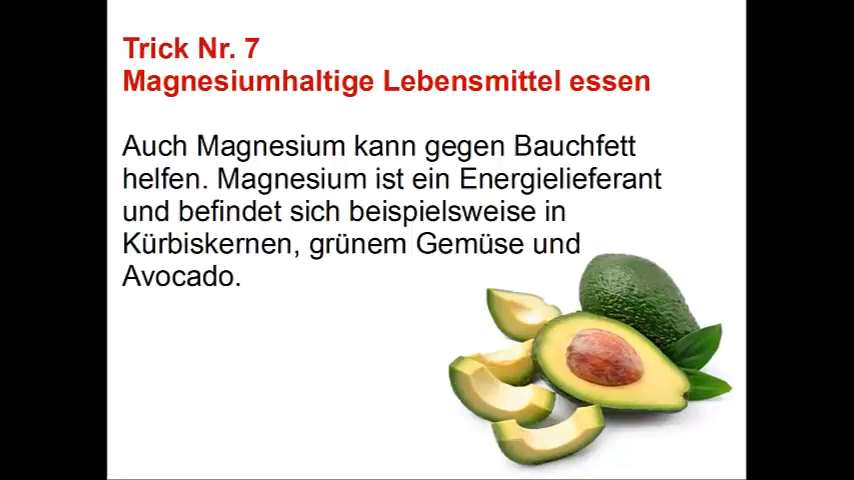 Trick Nr. 7
Magnesiumhaltige Lebensmittel essen
Auch Magnesium kann gegen Bauchfett
helfen. Magnesium ist ein Energielieferant
und befindet sich beispielsweise in
Kürbiskernen, grünem Gemüse und
Avocado.